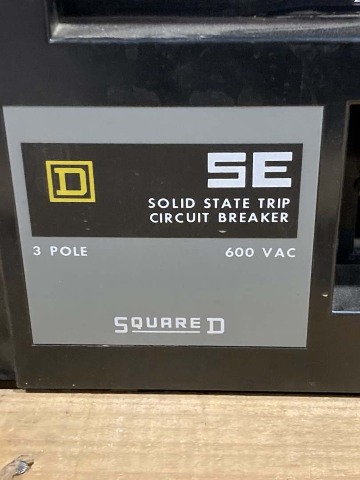 D
SE
SOLID STATE TRIP
CIRCUIT BREAKER
3 POLE 600 VAC
SQUARE D